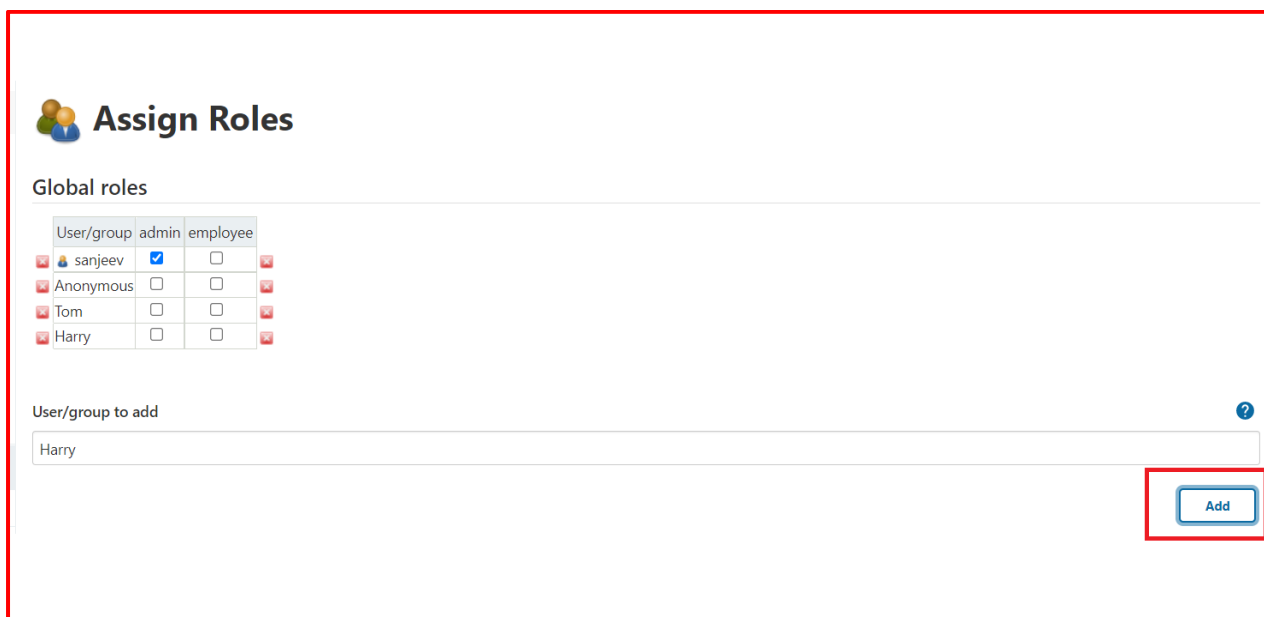 Assign Roles
Global roles
User/group admin employee
sanjeev
Anonymous
Tom
Harry
User/group to add
?
Harry
Add